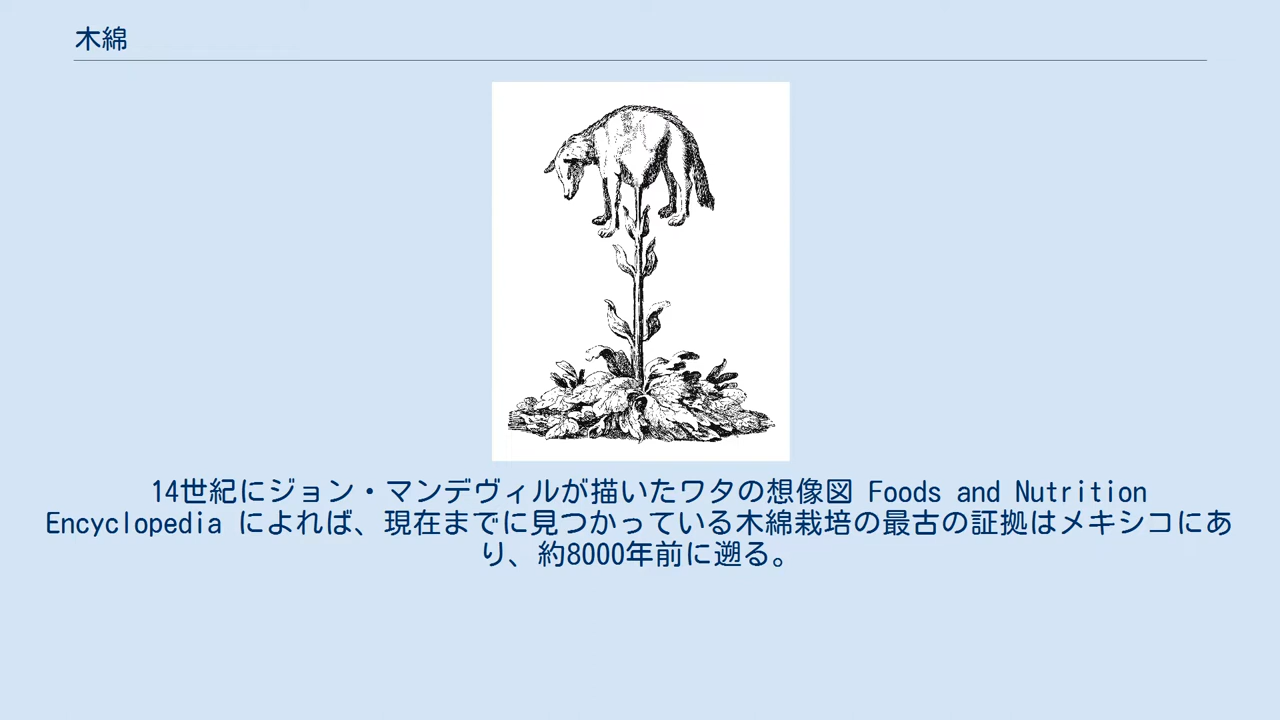 木綿
14世紀にジョン・マンデヴィルが描いたワタの想像図 Foods and Nutrition
Encyclopedia によれば、現在までに見つかっている木綿栽培の最古の証拠はメキシコにあ
り、約8000年前に遡る。